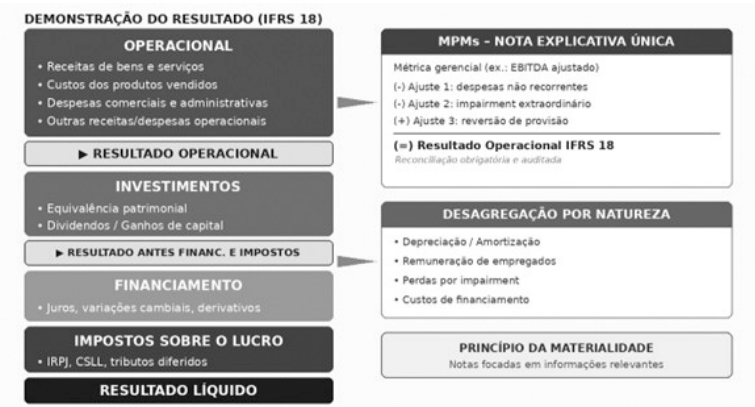 DEMONSTRAÇÃO DO RESULTADO (IFRS 18)
OPERACIONAL
• Receitas de bens e serviços
• Custos dos produtos vendidos
• Despesas comerciais e administrativas
• Outras receitas/despesas operacionais
▶ RESULTADO OPERACIONAL
INVESTIMENTOS
• Equivalência patrimonial
• Dividendos / Ganhos de capital
▶ RESULTADO ANTES FINANC. E IMPOSTOS
FINANCIAMENTO
• Juros, variações cambiais, derivativos
IMPOSTOS SOBRE O LUCRO
• IRPJ, CSLL, tributos diferidos
RESULTADO LÍQUIDO
MPMs – NOTA EXPLICATIVA ÚNICA
Métrica gerencial (ex.: EBITDA ajustado)
(-) Ajuste 1: despesas não recorrentes
(-) Ajuste 2: impairment extraordinário
(+) Ajuste 3: reversão de provisão
(=) Resultado Operacional IFRS 18
Reconciliação obrigatória e auditada
DESAGREGAÇÃO POR NATUREZA
• Depreciação / Amortização
• Remuneração de empregados
• Perdas por impairment
• Custos de financiamento
PRINCÍPIO DA MATERIALIDADE
Notas focadas em informações relevantes